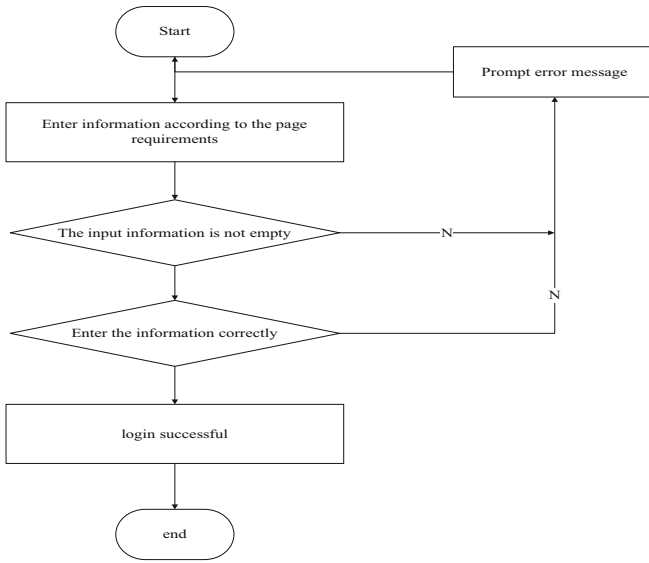 Start
Prompt error message
Enter information according to the page
requirements
The input information is not empty
N
N
Enter the information correctly
login successful
end